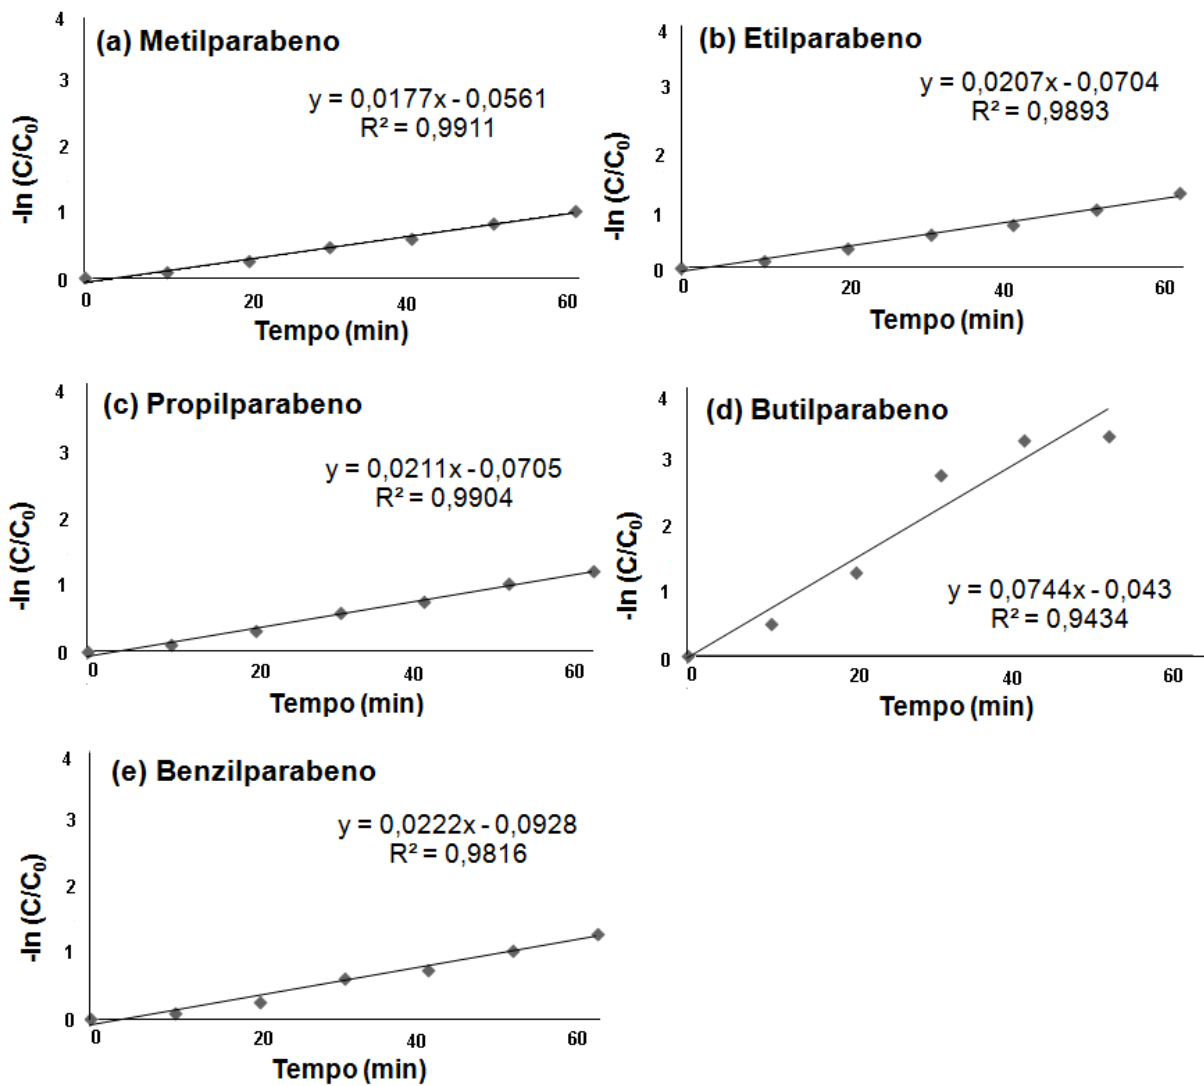 (a) Metilparabeno
y = 0,0177x - 0,0561
R² = 0,9911
-ln (C/C₀)
4
3
2
1
0
0 20 40 60
Tempo (min)
(b) Etilparabeno
y = 0,0207x - 0,0704
R² = 0,9893
-ln (C/C₀)
4
3
2
1
0
0 20 40 60
Tempo (min)
(c) Propilparabeno
y = 0,0211x - 0,0705
R² = 0,9904
-ln (C/C₀)
4
3
2
1
0
0 20 40 60
Tempo (min)
(d) Butilparabeno
y = 0,0744x - 0,043
R² = 0,9434
-ln (C/C₀)
4
3
2
1
0
0 20 40 60
Tempo (min)
(e) Benzilparabeno
y = 0,0222x - 0,0928
R² = 0,9816
-ln (C/C₀)
4
3
2
1
0
0 20 40 60
Tempo (min)